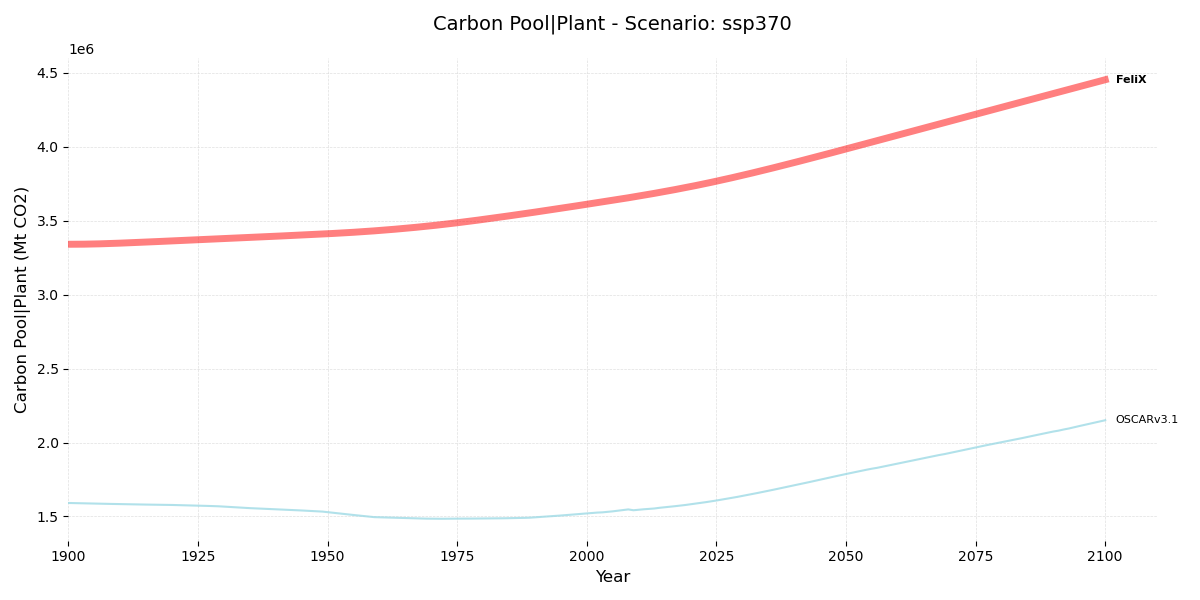 Carbon Pool|Plant - Scenario: ssp370
1e6
4.5
4.0
3.5
3.0
2.5
2.0
1.5
Carbon Pool|Plant (Mt CO2)
FeliX
OSCARv3.1
1900 1925 1950 1975 2000 2025 2050 2075 2100
Year